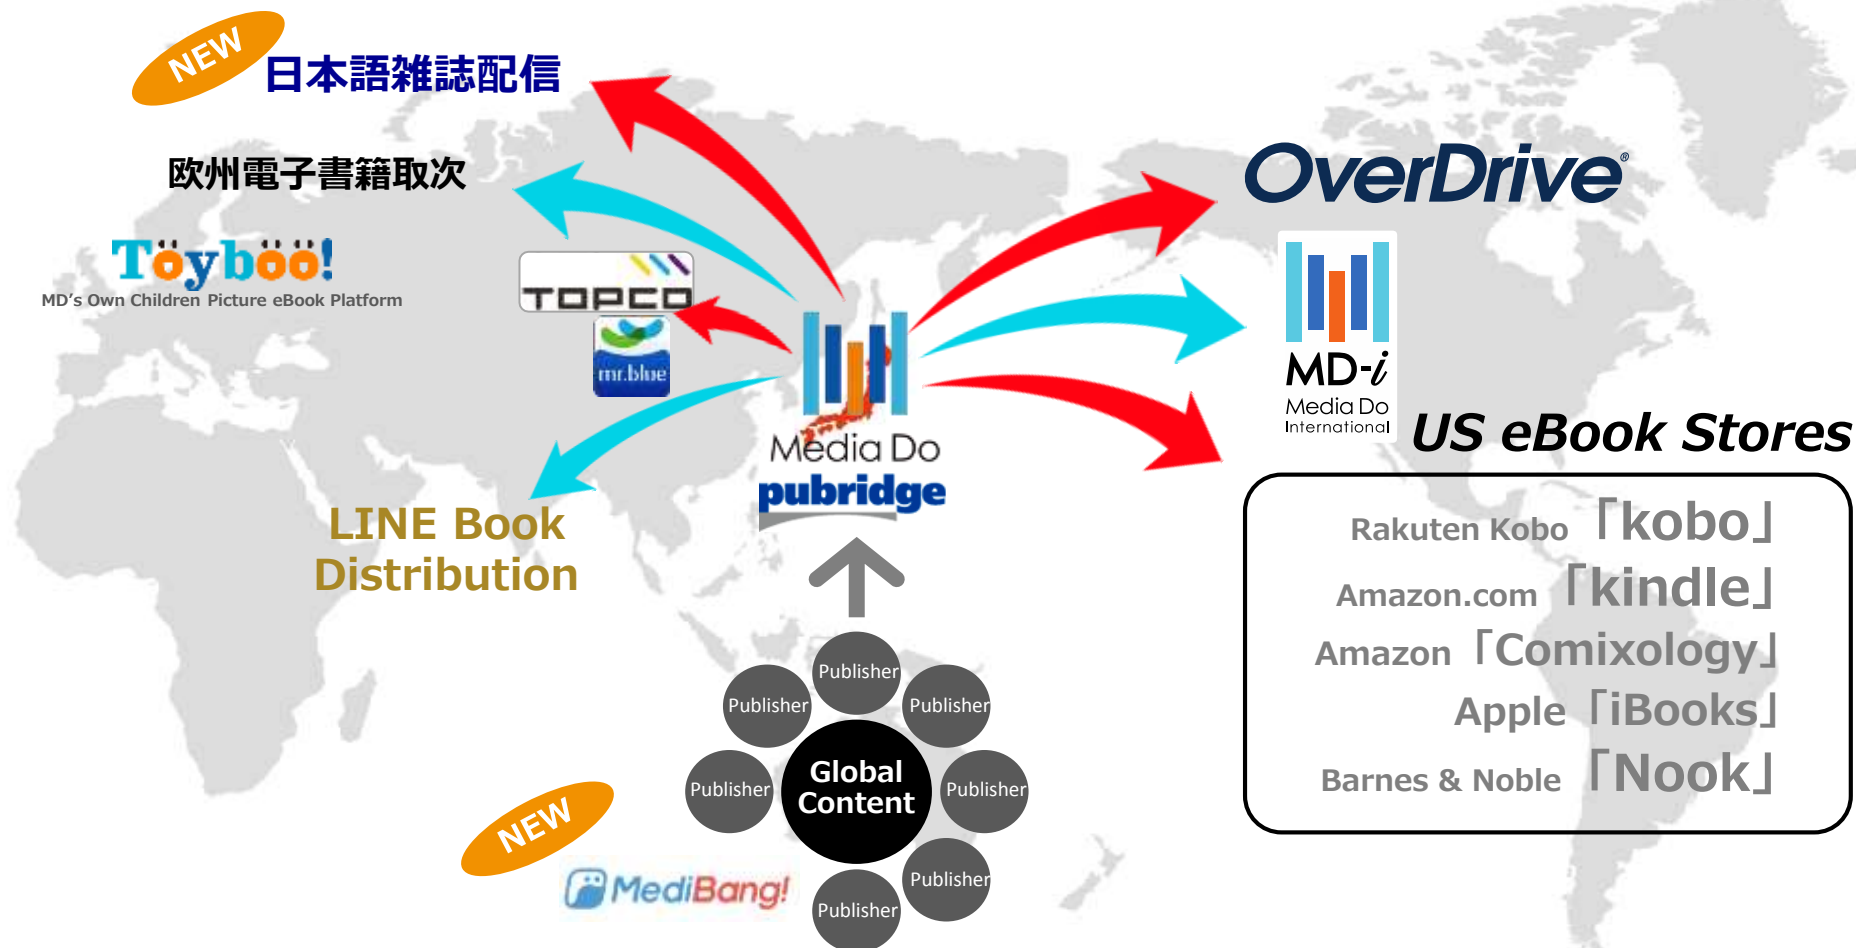 NEW
日本語雑誌配信
欧州電子書籍取次
Töyböö!
MD's Own Children Picture eBook Platform
TOPCO
mr.blue
LINE Book
Distribution
Media Do
pubridge
OverDrive®
MD-i
Media Do
International
US eBook Stores
Rakuten Kobo「kobo」
Amazon.com「kindle」
Amazon「Comixology」
Apple「iBooks」
Barnes & Noble「Nook」
Publisher
Publisher
Publisher
Publisher
Global
Content
Publisher
Publisher
Publisher
NEW
MediBang!